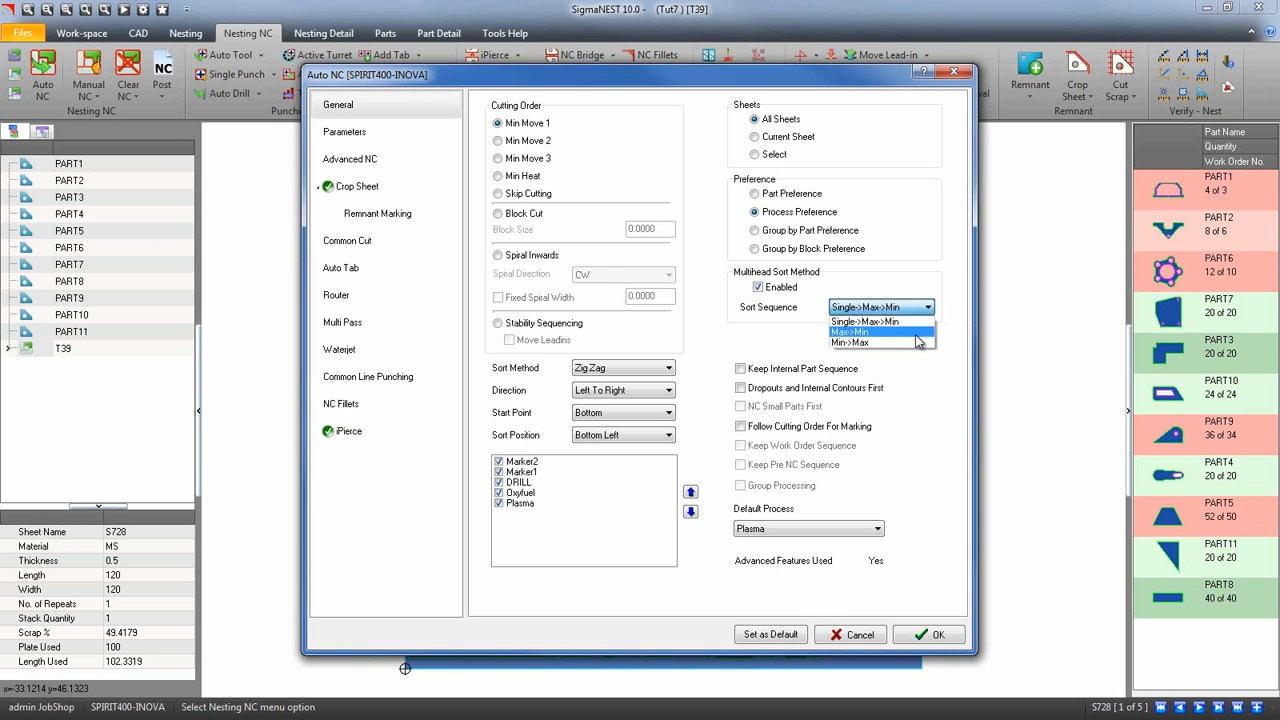 SigmaNEST 10.0 - (Tut7 ) [T39]
Files Work-space CAD Nesting Nesting NC Nesting Detail Parts Part Detail Tools Help
Auto NC
Manual NC
Clear NC
NC Post
Nesting NC
Auto Tool
Single Punch
Auto Drill
Active Turret
Add Tab
iPierce
NC Bridge
NC Fillets
Move Lead-in
Remnant
Crop Sheet
Cut Scrap
Remnant
Verify - Nest
Auto NC [SPIRIT400-INOVA]
PART1
PART2
PART3
PART4
PART5
PART6
PART7
PART8
PART9
PART10
PART11
T39
Sheet Name S728
Material MS
Thickness 0.5
Length 120
Width 120
No. of Repeats 1
Stack Quantity 1
Scrap % 49.4179
Plate Used 100
Length Used 102.3319
x=-33.1214 y=46.1323
General
Parameters
Advanced NC
Crop Sheet
Remnant Marking
Common Cut
Auto Tab
Router
Multi Pass
Waterjet
Common Line Punching
NC Fillets
iPierce
Cutting Order
Min Move 1
Min Move 2
Min Move 3
Min Heat
Skip Cutting
Block Cut
Block Size 0.0000
Spiral Inwards
Spiral Direction CW
Fixed Spiral Width 0.0000
Stability Sequencing
Move Leadins
Sort Method Zig Zag
Direction Left To Right
Start Point Bottom
Sort Position Bottom Left
Marker2
Marker1
DRILL
Oxyfuel
Plasma
Sheets
All Sheets
Current Sheet
Select
Preference
Part Preference
Process Preference
Group by Part Preference
Group by Block Preference
Multihead Sort Method
Enabled
Sort Sequence Single->Max->Min
Single->Max->Min
Max->Min
Min->Max
Keep Internal Part Sequence
Dropouts and Internal Contours First
NC Small Parts First
Follow Cutting Order For Marking
Keep Work Order Sequence
Keep Pre NC Sequence
Group Processing
Default Process
Plasma
Advanced Features Used Yes
Set as Default Cancel OK
Part Name
Quantity
Work Order No.
PART1
4 of 3
PART2
8 of 6
PART6
12 of 10
PART7
20 of 20
PART3
20 of 20
PART10
24 of 24
PART9
36 of 34
PART4
40 of 40
PART5
52 of 50
PART11
20 of 20
PART8
40 of 40
admin JobShop SPIRIT400-INOVA Select Nesting NC menu option S728 [ 1 of 5 ]